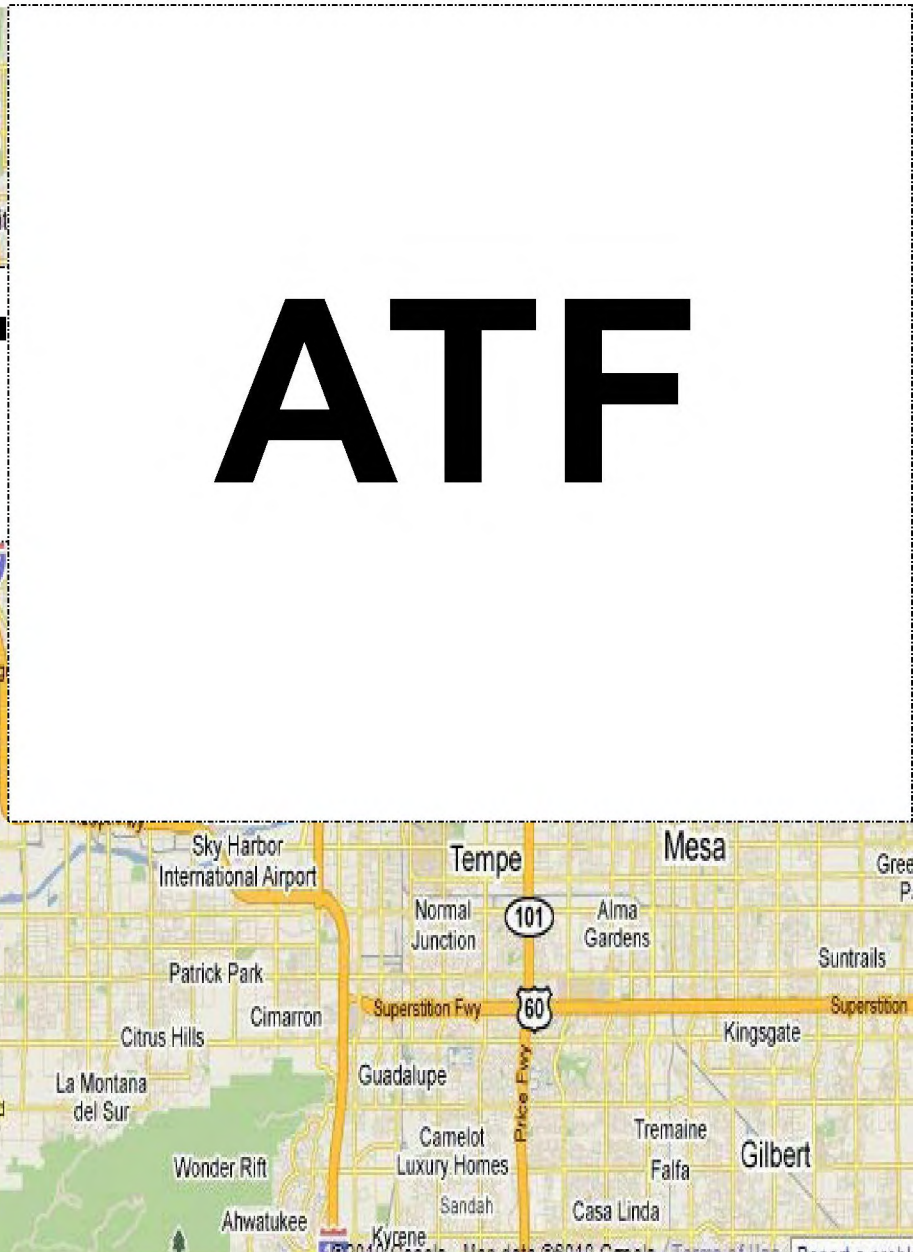 ATF
Sky Harbor
International Airport
Tempe
Mesa
Normal
Junction
101
Alma
Gardens
Suntrails
Patrick Park
Cimarron
Superstition Fwy
60
Superstition
Citrus Hills
Kingsgate
La Montana
del Sur
Guadalupe
Price Fwy
Camelot
Luxury Homes
Tremaine
Gilbert
Wonder Rift
Falfa
Sandah
Casa Linda
Ahwatukee
Kyrene